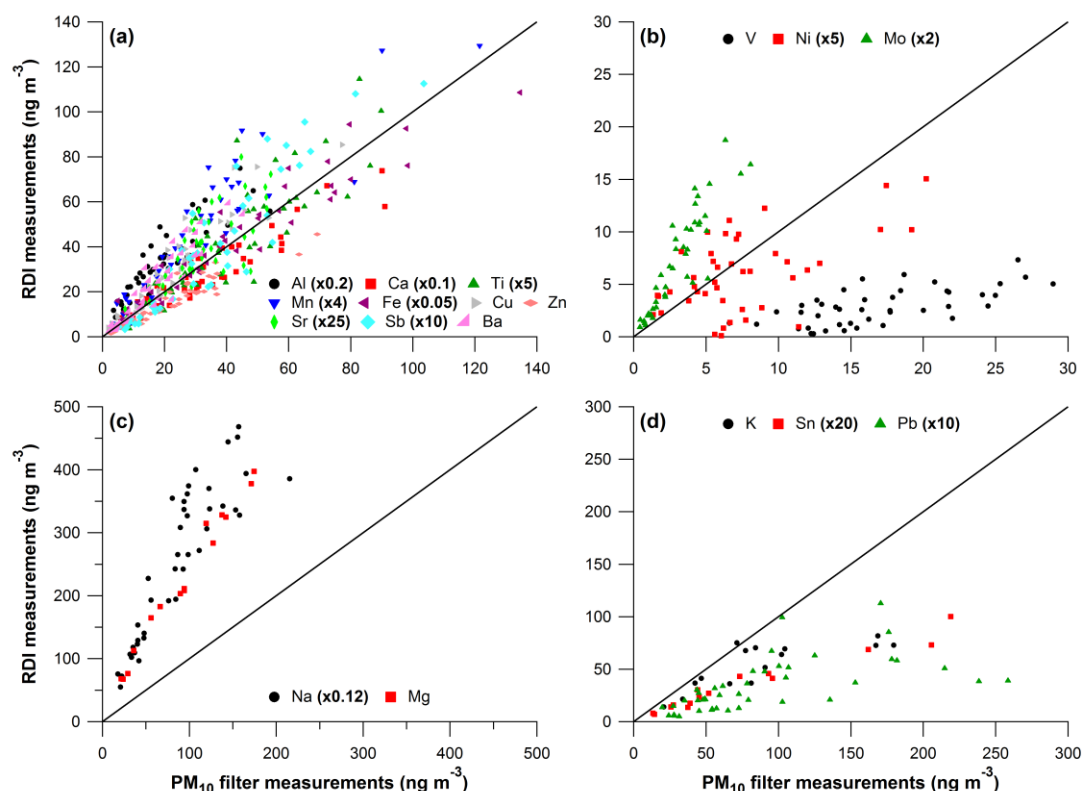 (a)
140
120
100
80
60
40
20
0
0 20 40 60 80 100 120 140
RDI measurements (ng m⁻³)
Al (x0.2) Ca (x0.1) Ti (x5)
Mn (x4) Fe (x0.05) Cu Zn
Sr (x25) Sb (x10) Ba
(b)
V Ni (x5) Mo (x2)
30
25
20
15
10
5
0
0 5 10 15 20 25 30
(c)
500
400
300
200
100
0
0 100 200 300 400 500
RDI measurements (ng m⁻³)
Na (x0.12) Mg
PM₁₀ filter measurements (ng m⁻³)
(d)
K Sn (x20) Pb (x10)
300
250
200
150
100
50
0
0 50 100 150 200 250 300
PM₁₀ filter measurements (ng m⁻³)